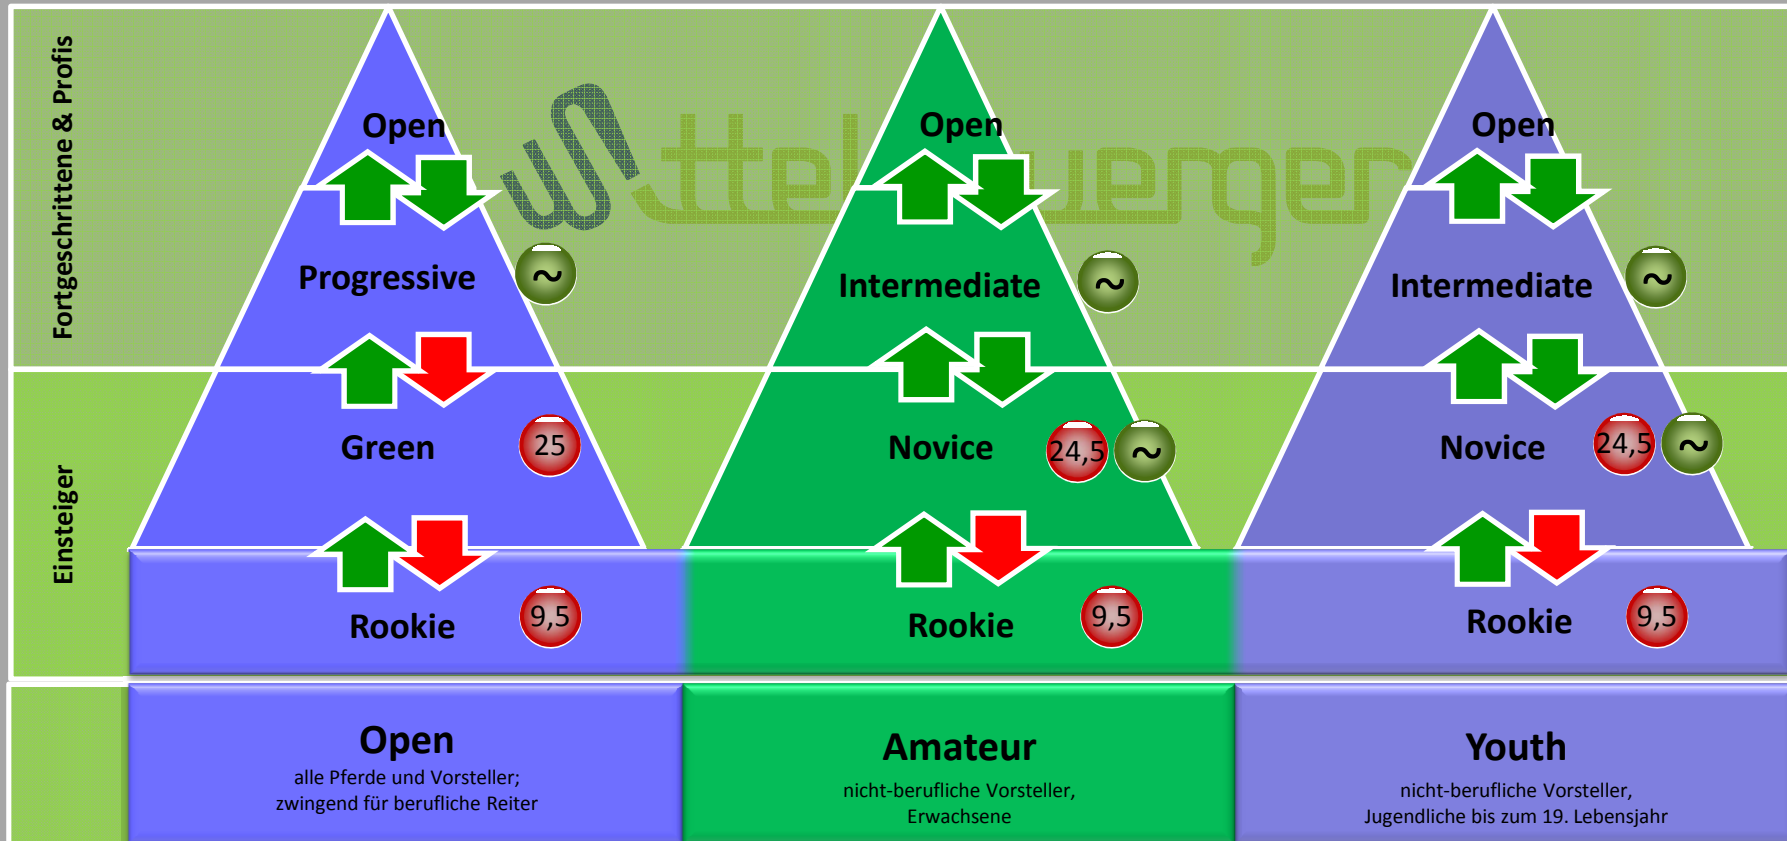 Fortgeschrittene & Profis
Open
Open
Open
Progressive
~
Intermediate
~
Intermediate
~
Einsteiger
Green
25
Novice
24,5
~
Novice
24,5
~
Rookie
9,5
Rookie
9,5
Rookie
9,5
Open
alle Pferde und Vorsteller;
zwingend für berufliche Reiter
Amateur
nicht-berufliche Vorsteller,
Erwachsene
Youth
nicht-berufliche Vorsteller,
Jugendliche bis zum 19. Lebensjahr